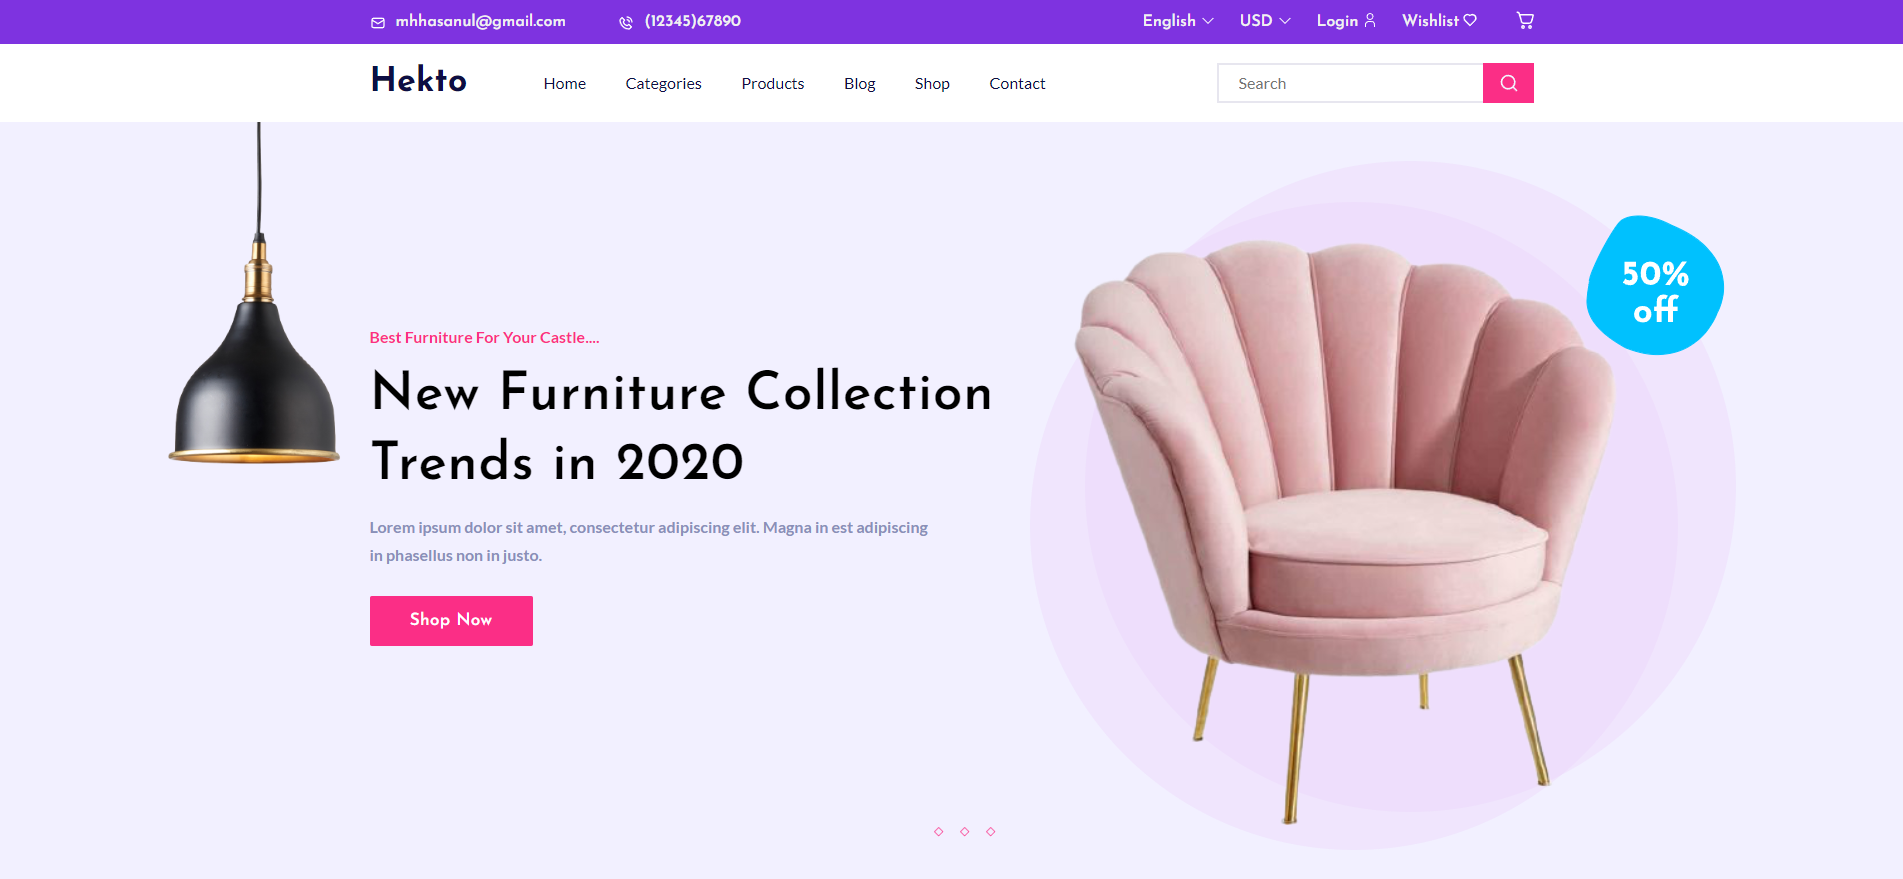 mhhasanul@gmail.com (12345)67890 English USD Login Wishlist
Hekto Home Categories Products Blog Shop Contact Search
50%
off
Best Furniture For Your Castle....
New Furniture Collection
Trends in 2020
Lorem ipsum dolor sit amet, consectetur adipiscing elit. Magna in est adipiscing
in phasellus non in justo.
Shop Now